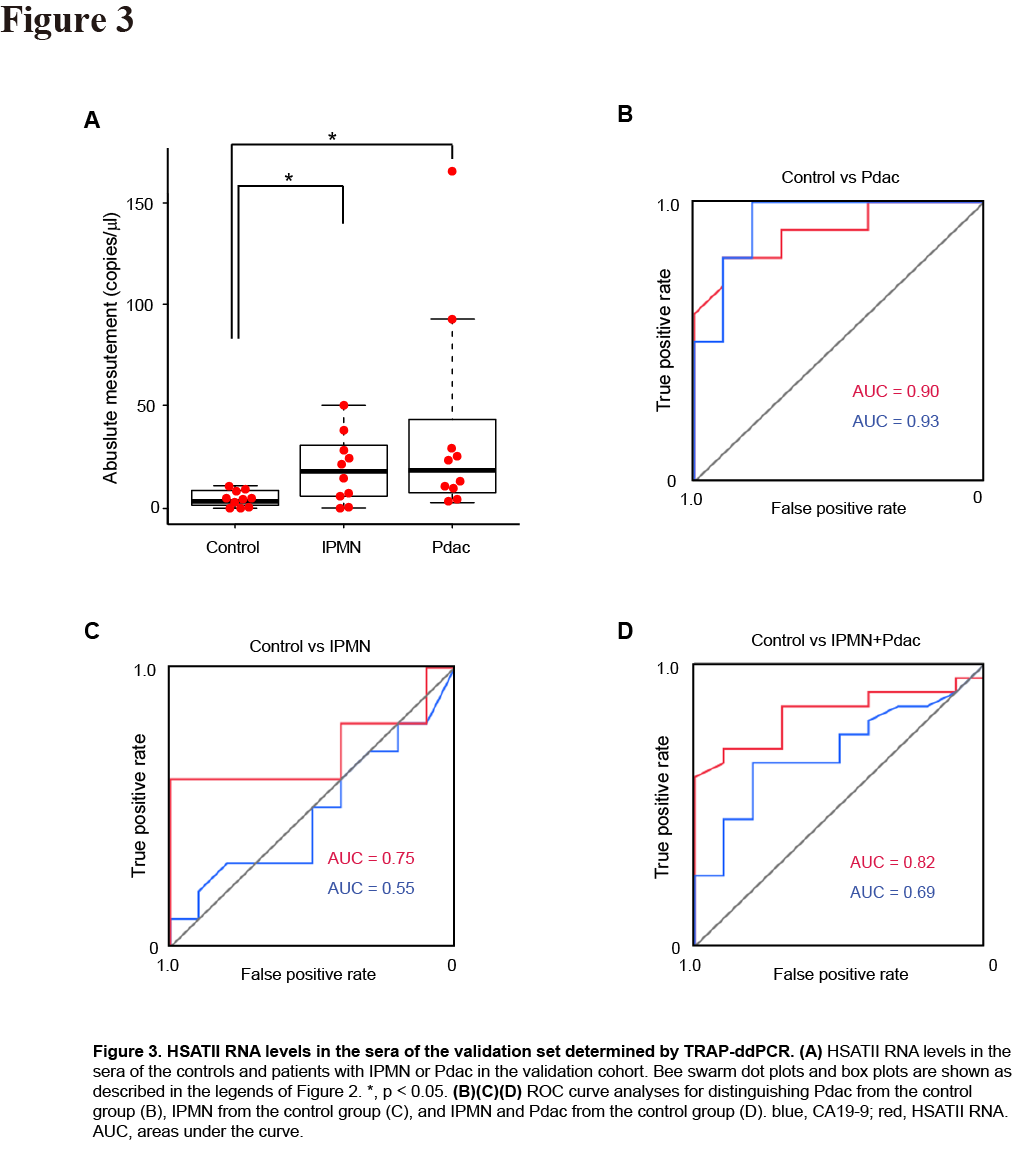 Figure 3
A
*
*
Abuslute mesutement (copies/μl)
150
100
50
0
Control
IPMN
Pdac
B
Control vs Pdac
1.0
True positive rate
AUC = 0.90
AUC = 0.93
0
1.0
0
False positive rate
C
Control vs IPMN
1.0
True positive rate
AUC = 0.75
AUC = 0.55
0
1.0
0
False positive rate
D
Control vs IPMN+Pdac
1.0
True positive rate
AUC = 0.82
AUC = 0.69
0
1.0
0
False positive rate
Figure 3. HSATII RNA levels in the sera of the validation set determined by TRAP-ddPCR. (A) HSATII RNA levels in the
sera of the controls and patients with IPMN or Pdac in the validation cohort. Bee swarm dot plots and box plots are shown as
described in the legends of Figure 2. *, p < 0.05. (B)(C)(D) ROC curve analyses for distinguishing Pdac from the control
group (B), IPMN from the control group (C), and IPMN and Pdac from the control group (D). blue, CA19-9; red, HSATII RNA.
AUC, areas under the curve.